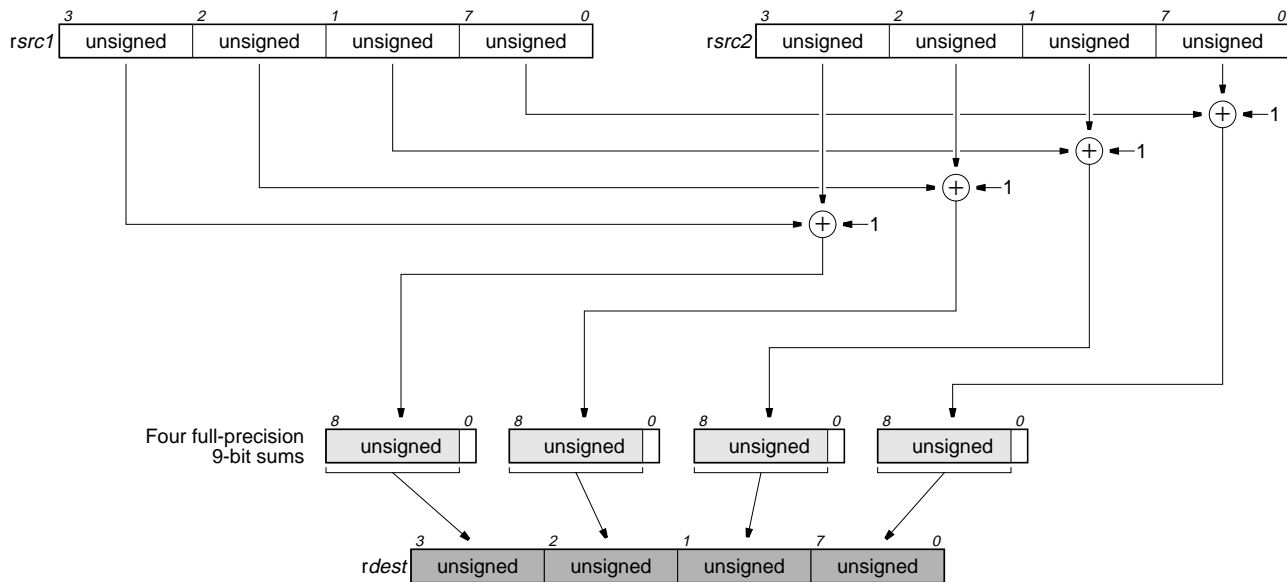 3 2 1 7 0 3 2 1 7 0
rsrc1 unsigned unsigned unsigned unsigned rsrc2 unsigned unsigned unsigned unsigned
+ 1
+ 1
+ 1
+ 1
8 0 8 0 8 0 8 0
Four full-precision unsigned unsigned unsigned unsigned
9-bit sums
3 2 1 7 0
rdest unsigned unsigned unsigned unsigned